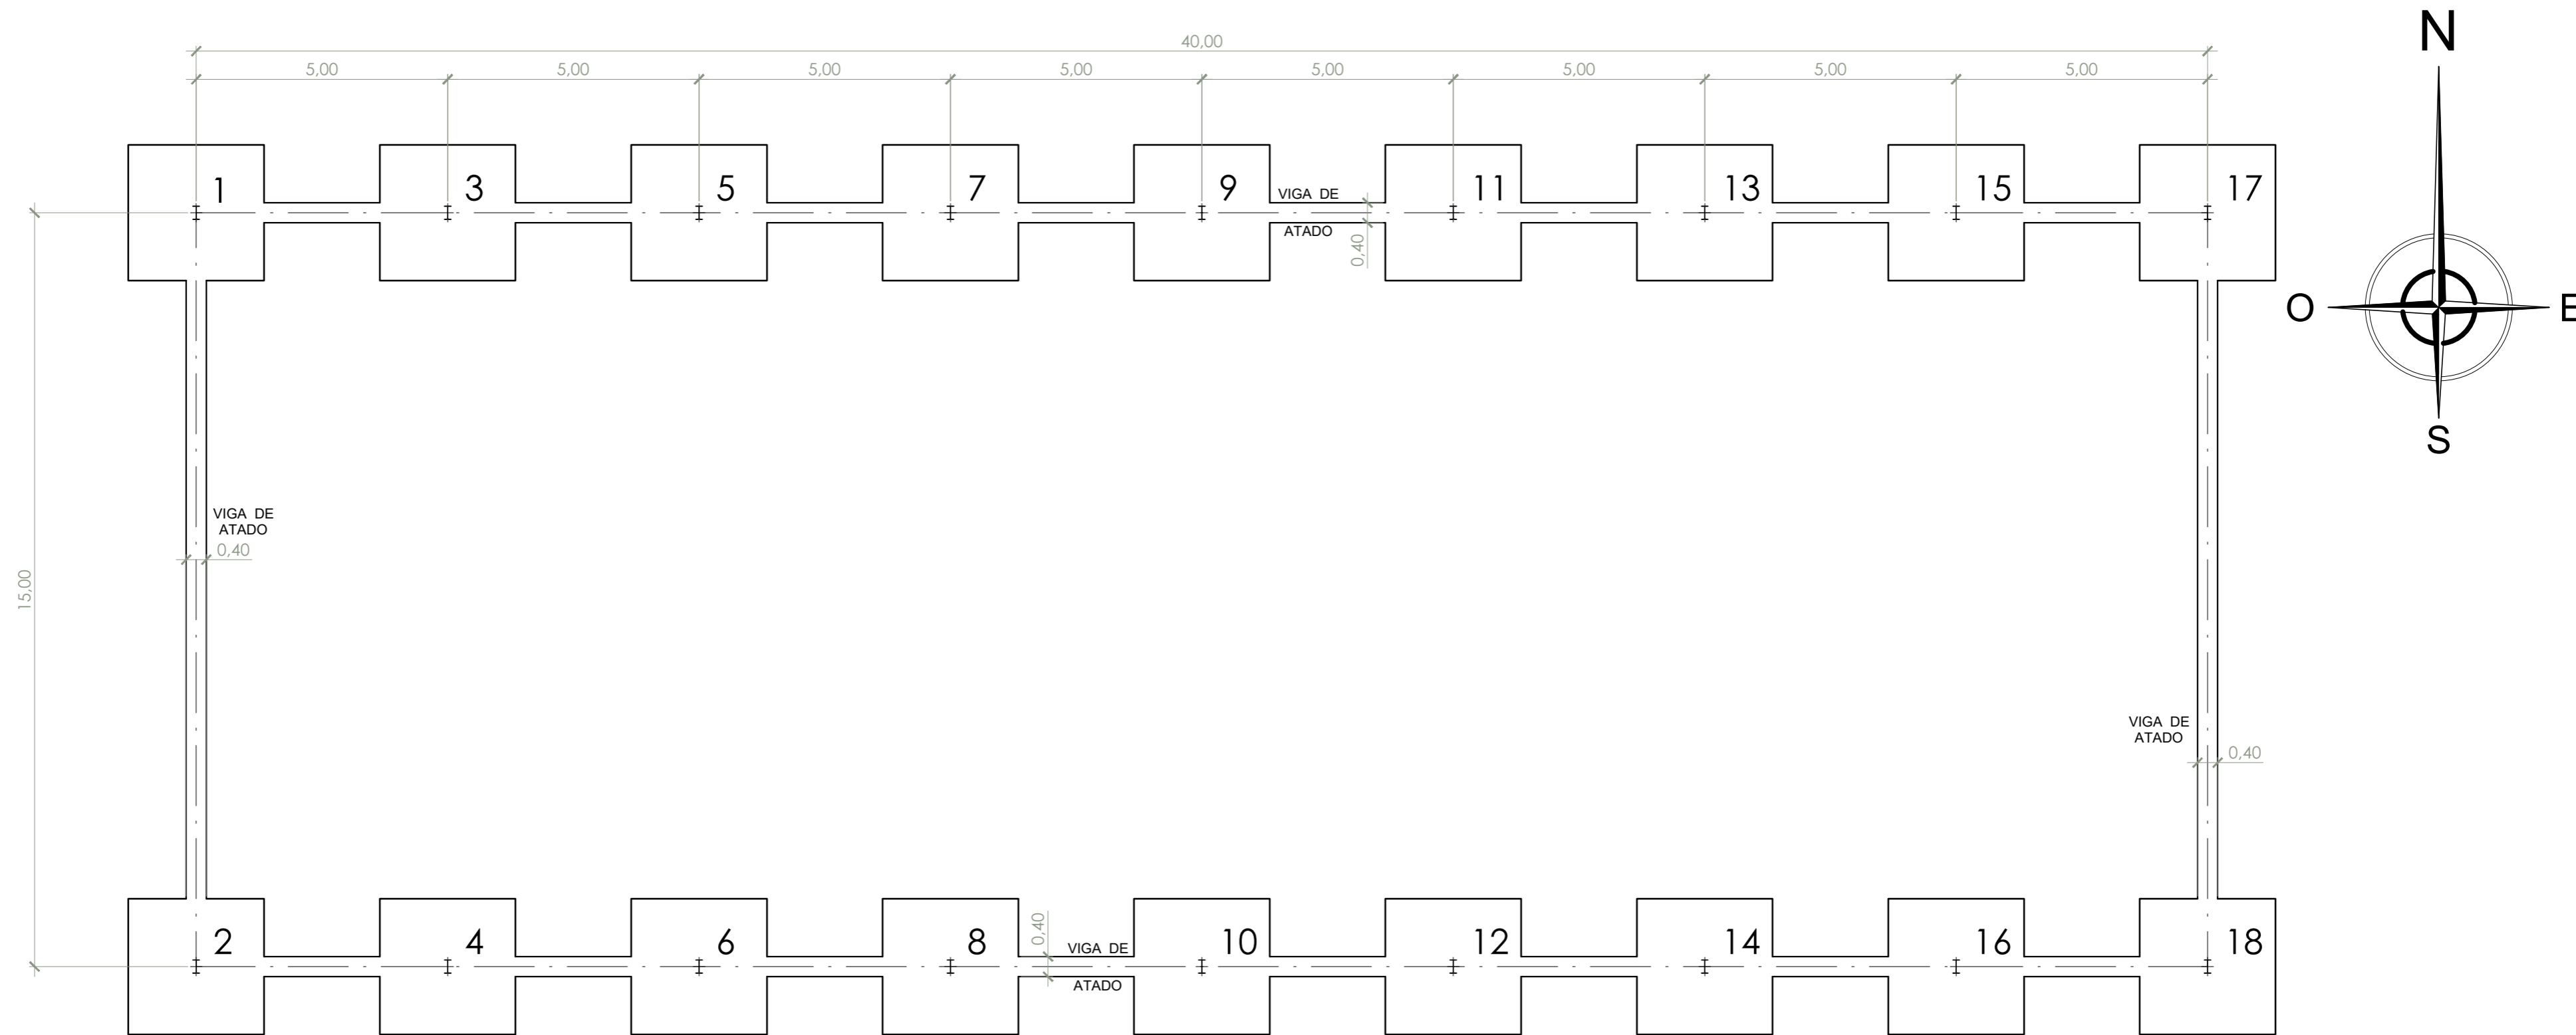 N
40,00
5,00 5,00 5,00 5,00 5,00 5,00 5,00 5,00
1 3 5 7 9 11 13 15 17
VIGA DE
ATADO
0,40
O E
S
VIGA DE
ATADO
0,40
15,00
VIGA DE
ATADO
0,40
2 4 6 8 10 12 14 16 18
0,40
VIGA DE
ATADO